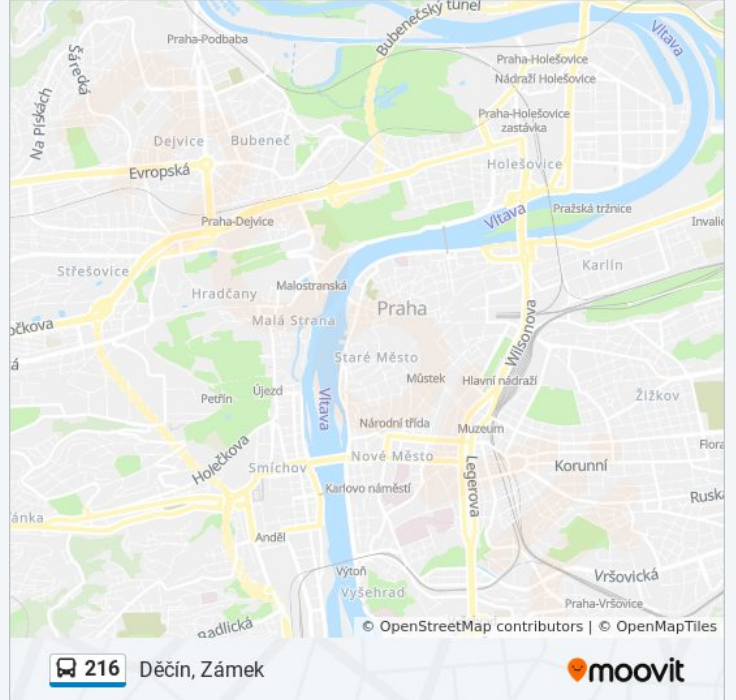 Bubenečský tunel
Praha-Podbaba
Vltava
Šárecká
Praha-Holešovice
Nádraží Holešovice
Na Pískách
Praha-Holešovice
zastávka
Dejvice
Bubeneč
Holešovice
Evropská
Vltava
Pražská tržnice
Praha-Dejvice
Invalid
Karlín
Střešovice
Malostranská
Hradčany
Praha
Malá Strana
očkova
Wilsonova
Staré Město
á
Můstek
Hlavní nádraží
Újezd
Petřín
Vltava
Žižkov
Národní třída
Muzeum
Flora
Holečkova
Nové Město
Smíchov
Korunní
Legerova
Karlovo náměstí
Ruská
ánka
Anděl
Výtoň
Vršovická
Vyšehrad
Praha-Vršovice
Radlická
© OpenStreetMap contributors | © OpenMapTiles
216 Děčín, Zámek
moovit